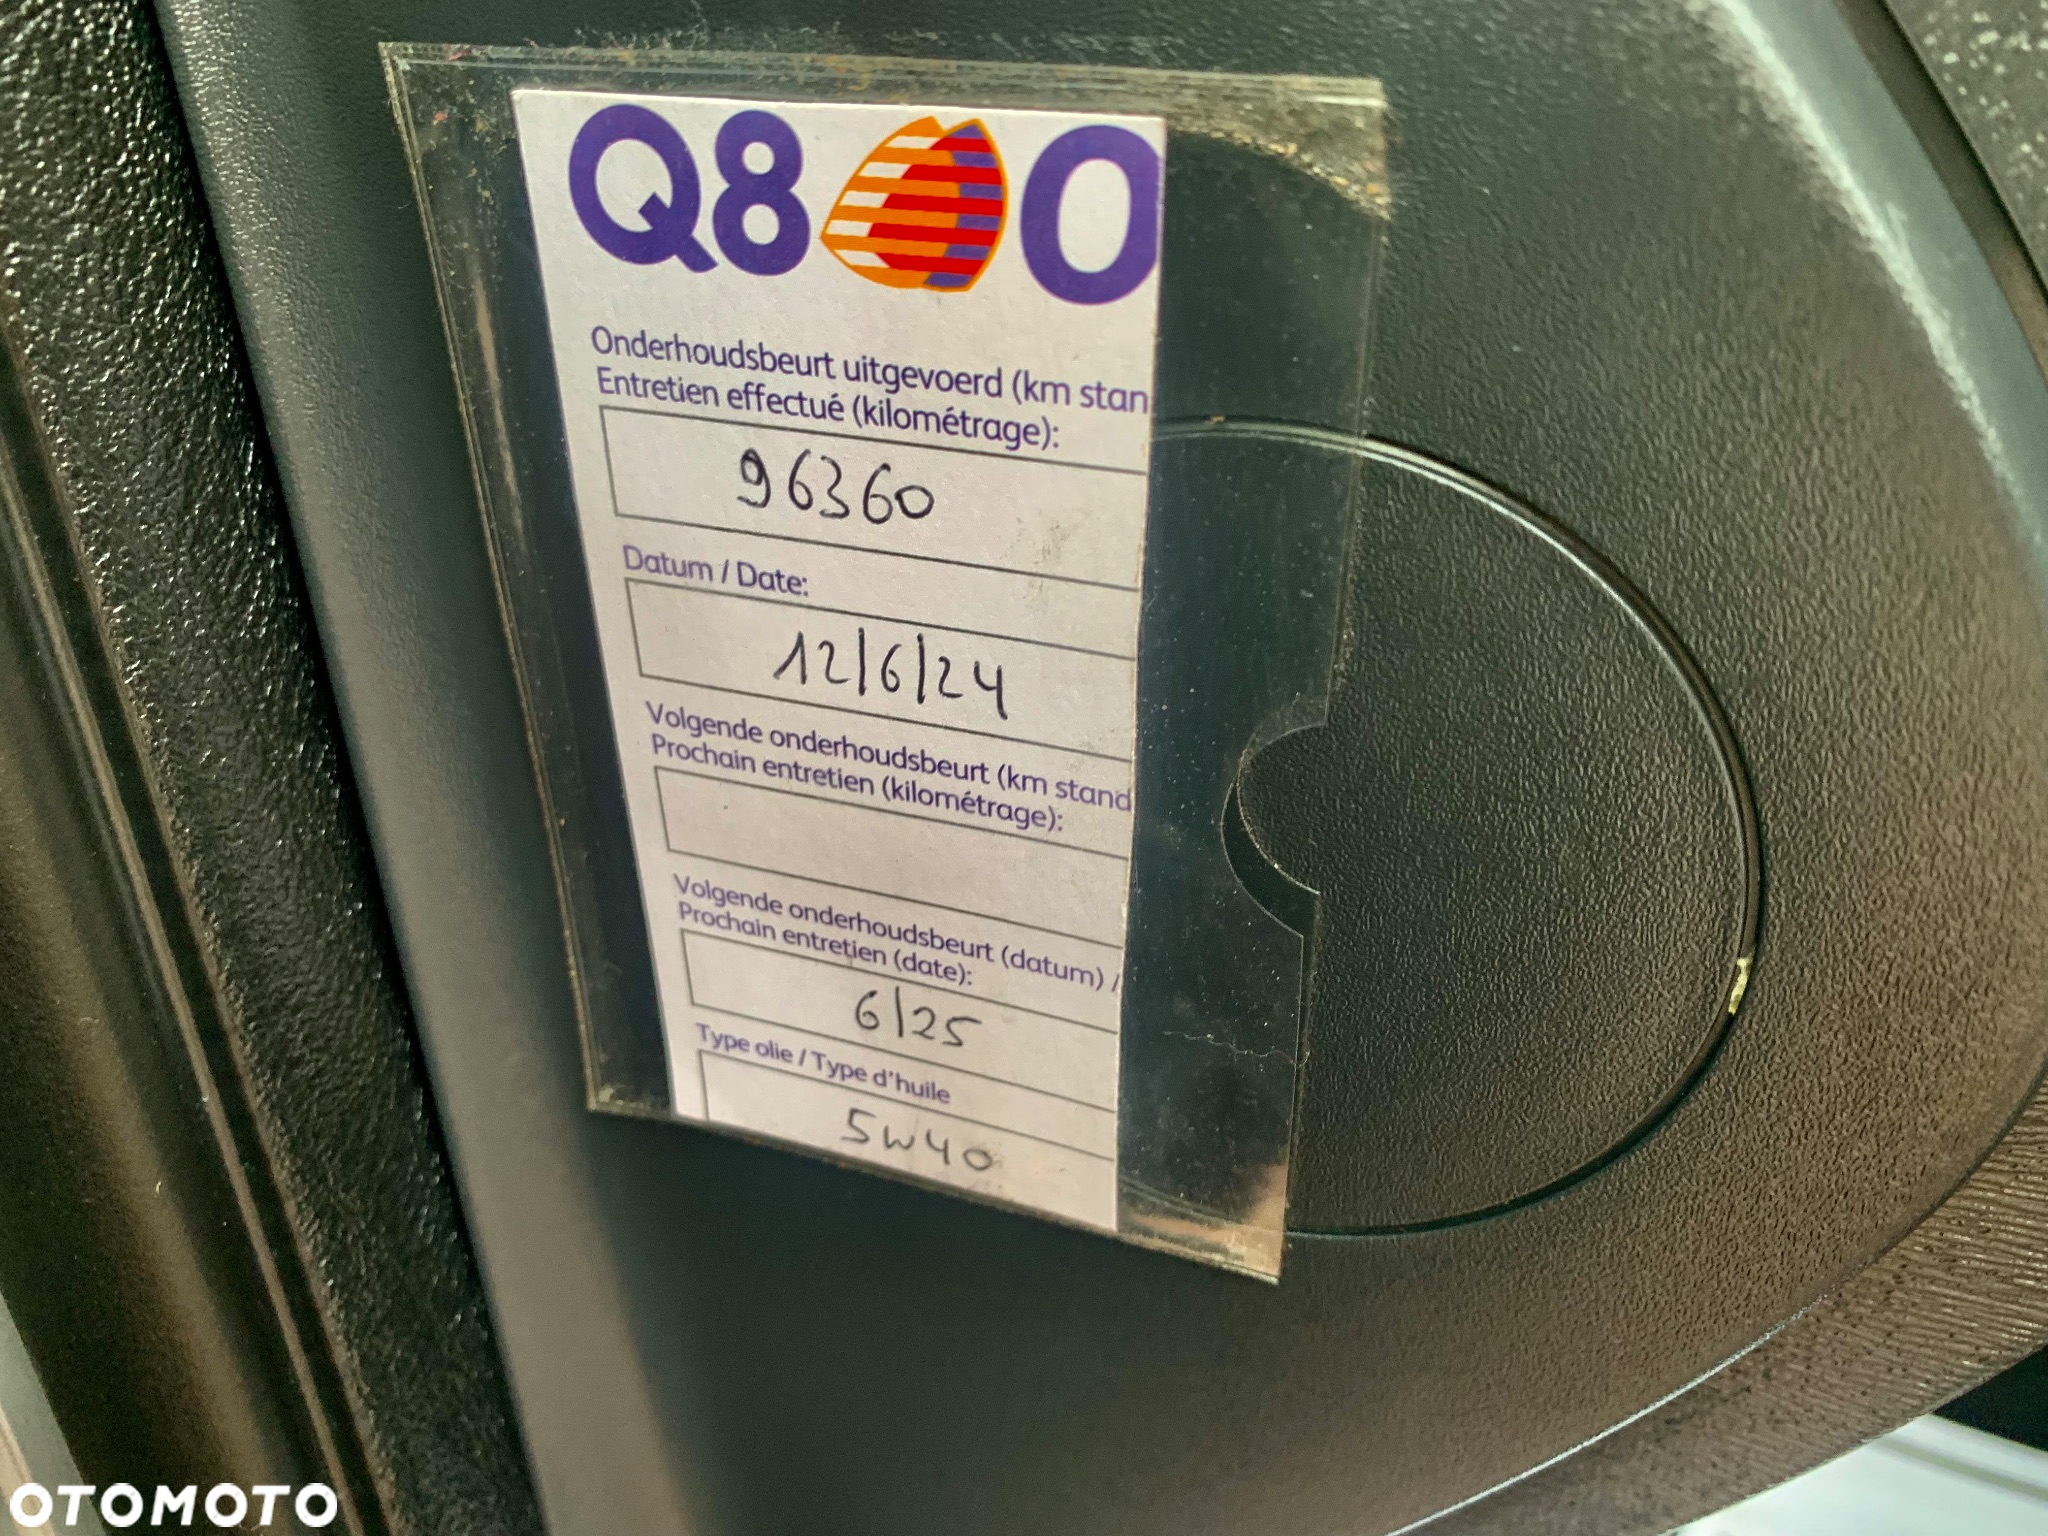 Q8 O
Onderhoudsbeurt uitgevoerd (km stan
Entretien effectué (kilométrage):
96360
Datum / Date:
12/6/24
Volgende onderhoudsbeurt (km stand
Prochain entretien (kilométrage):
Volgende onderhoudsbeurt (datum) /
Prochain entretien (date):
6/25
Type olie / Type d'huile
5W40
OTOMOTO